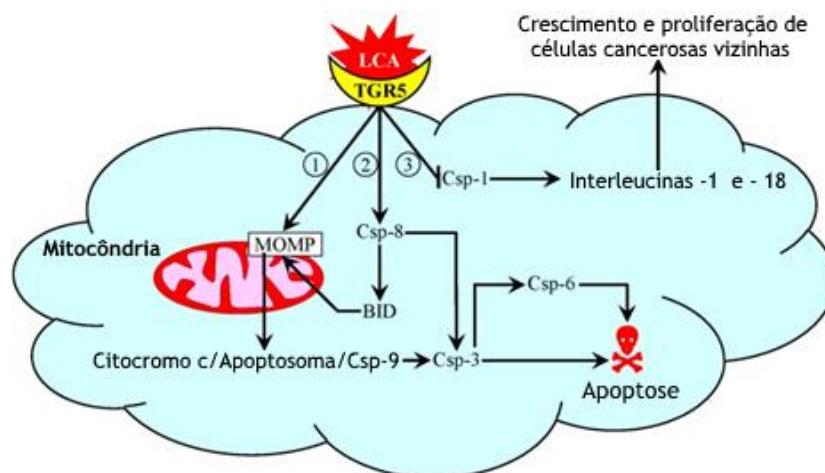 Crescimento e proliferação de
células cancerosas vizinhas
LCA
TGR5
1
2
3
Csp-1
Interleucinas -1 e - 18
Csp-8
Mitocôndria
MOMP
BID
Csp-6
Citocromo c/Apoptosoma/Csp-9
Csp-3
Apoptose